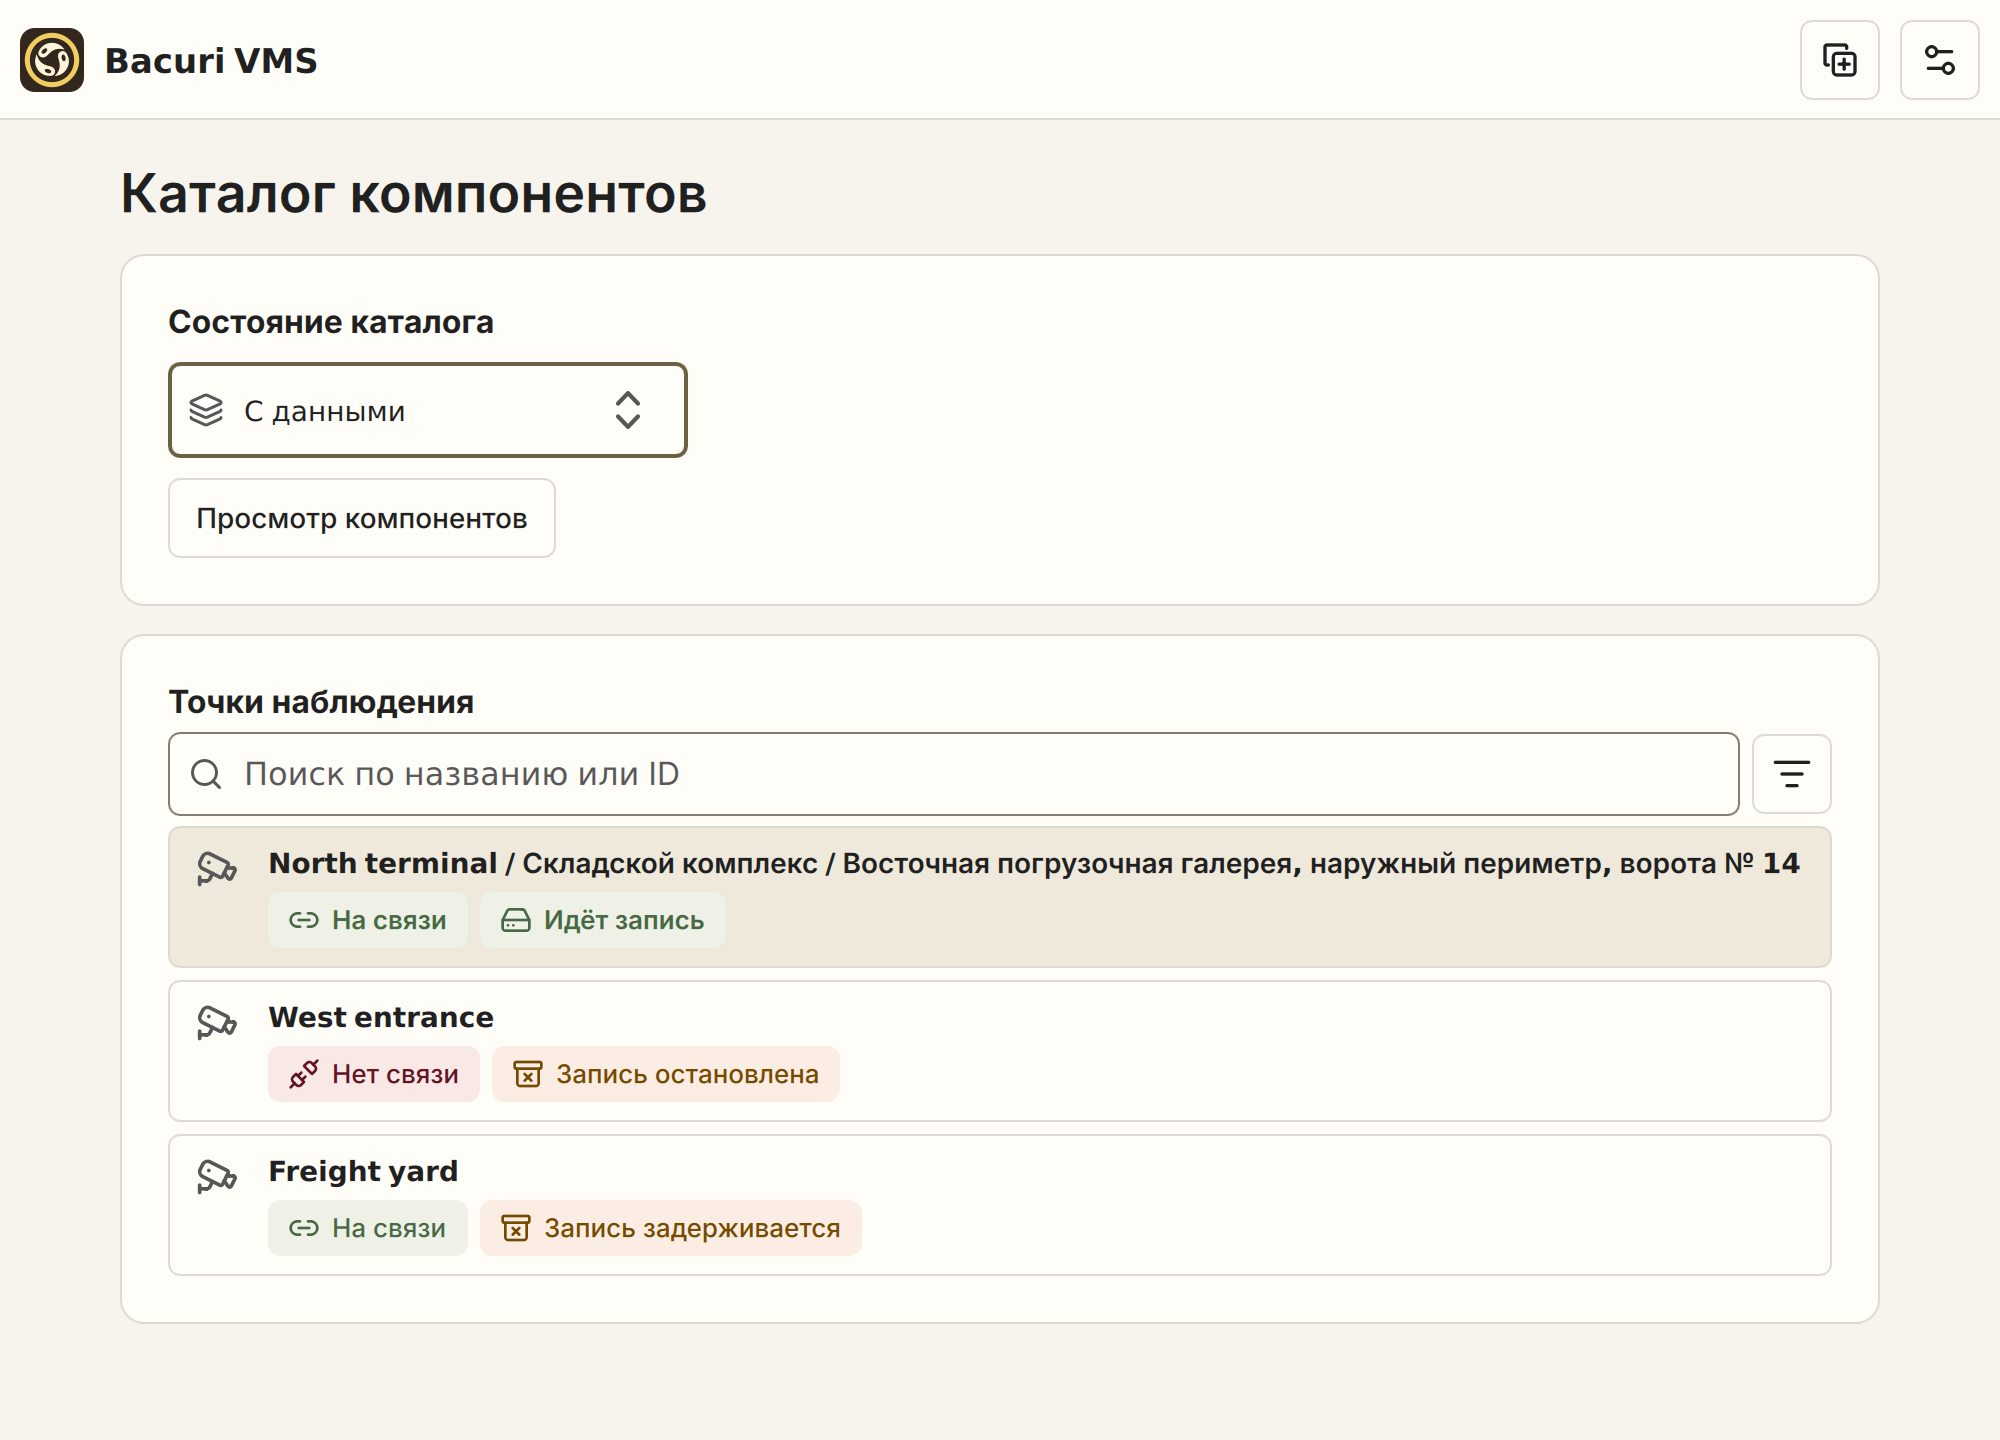 Bacuri VMS
Каталог компонентов
Состояние каталога
С данными
Просмотр компонентов
Точки наблюдения
Поиск по названию или ID
North terminal / Складской комплекс / Восточная погрузочная галерея, наружный периметр, ворота № 14
На связи
Идёт запись
West entrance
Нет связи
Запись остановлена
Freight yard
На связи
Запись задерживается